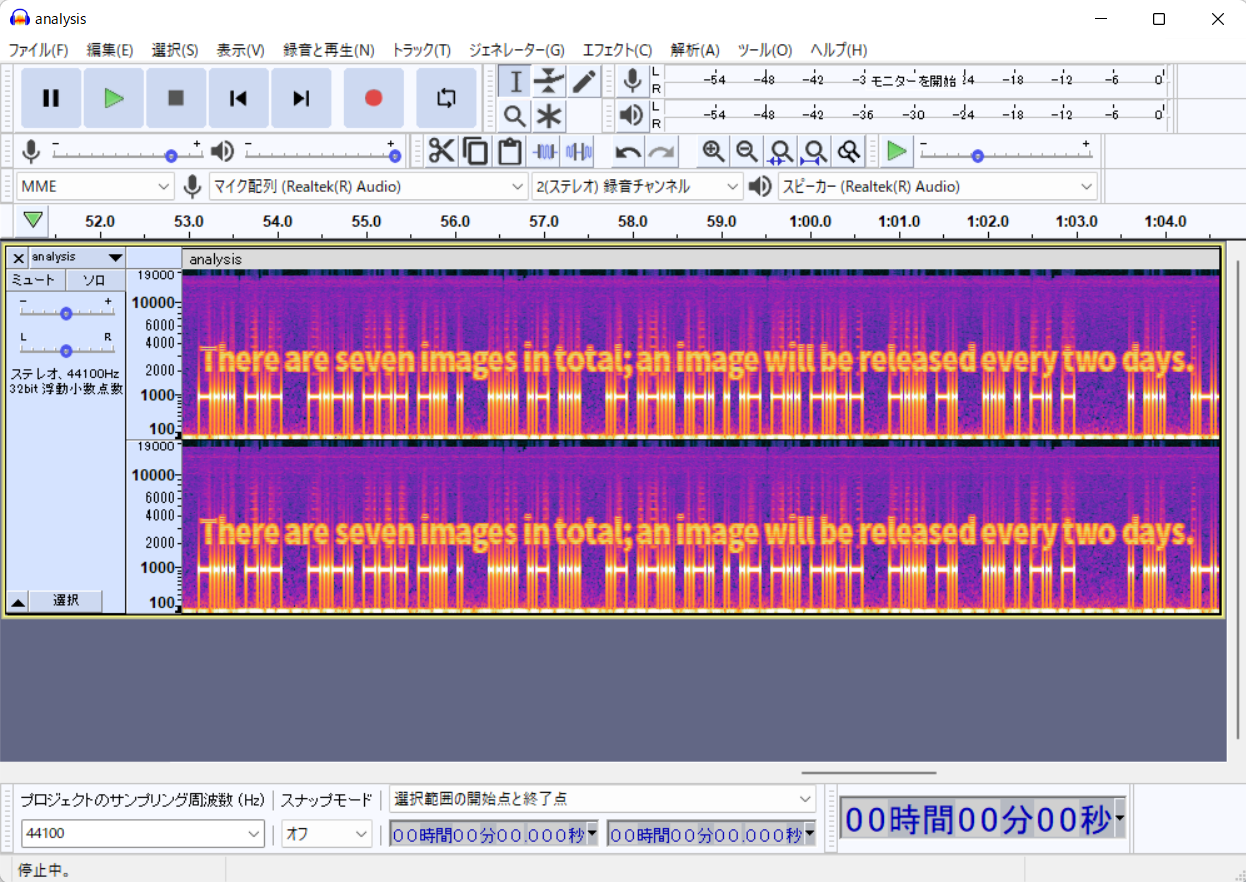 analysis
ファイル(F) 編集(E) 選択(S) 表示(V) 録音と再生(N) トラック(T) ジェネレーター(G) エフェクト(C) 解析(A) ツール(O) ヘルプ(H)
L R -54 -48 -42 -3 モニターを開始 -18 -12 -6 0
L R -54 -48 -42 -36 -30 -24 -18 -12 -6 0
MME マイク配列 (Realtek(R) Audio) 2(ステレオ) 録音チャンネル スピーカー (Realtek(R) Audio)
52.0 53.0 54.0 55.0 56.0 57.0 58.0 59.0 1:00.0 1:01.0 1:02.0 1:03.0 1:04.0
analysis
ミュート ソロ
- +
L R
ステレオ、44100Hz
32bit 浮動小数点数
選択
analysis
19000
10000
6000
4000
2000
1000
100
There are seven images in total; an image will be released every two days.
19000
10000
6000
4000
2000
1000
100
There are seven images in total; an image will be released every two days.
プロジェクトのサンプリング周波数 (Hz) スナップモード 選択範囲の開始点と終了点
44100 オフ 00時間00分00.000秒 00時間00分00.000秒 00時間00分00秒
停止中。